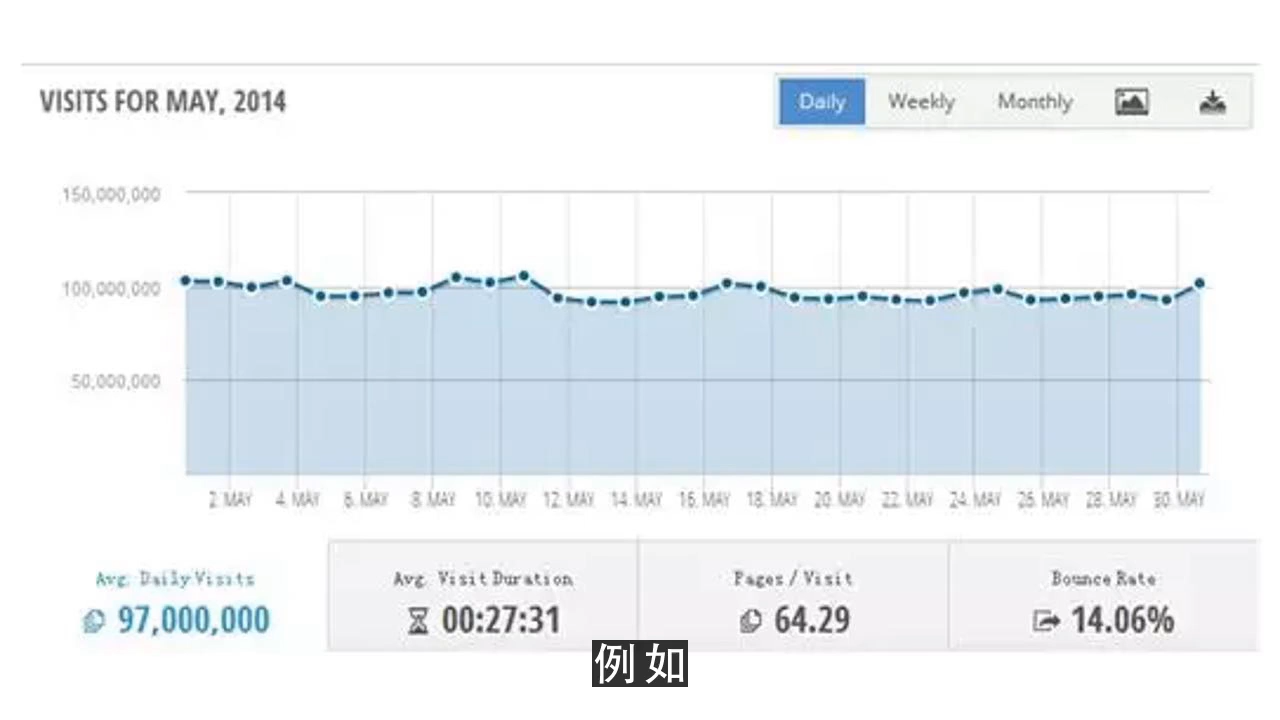 VISITS FOR MAY, 2014
Daily Weekly Monthly
150,000,000
100,000,000
50,000,000
2. MAY 4. MAY 6. MAY 8. MAY 10. MAY 12. MAY 14. MAY 16. MAY 18. MAY 20. MAY 22. MAY 24. MAY 26. MAY 28. MAY 30. MAY
Avg. Daily Visits Avg. Visit Duration Pages / Visit Bounce Rate
97,000,000 00:27:31 64.29 14.06%
例如